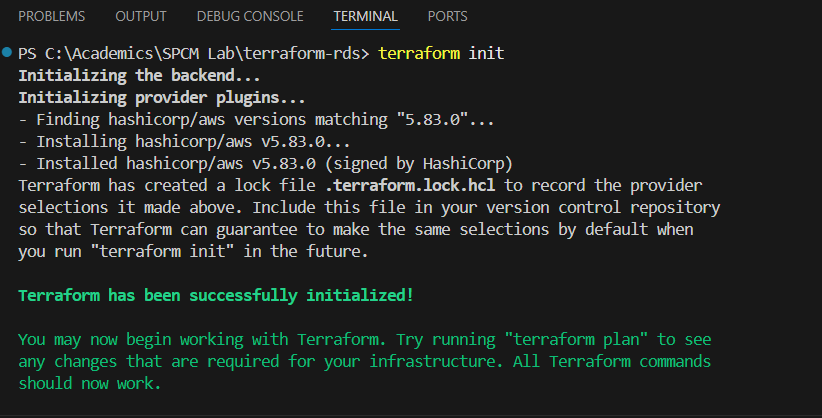 PROBLEMS OUTPUT DEBUG CONSOLE TERMINAL PORTS
PS C:\Academics\SPCM Lab\terraform-rds> terraform init
Initializing the backend...
Initializing provider plugins...
- Finding hashicorp/aws versions matching "5.83.0"...
- Installing hashicorp/aws v5.83.0...
- Installed hashicorp/aws v5.83.0 (signed by HashiCorp)
Terraform has created a lock file .terraform.lock.hcl to record the provider
selections it made above. Include this file in your version control repository
so that Terraform can guarantee to make the same selections by default when
you run "terraform init" in the future.
Terraform has been successfully initialized!
You may now begin working with Terraform. Try running "terraform plan" to see
any changes that are required for your infrastructure. All Terraform commands
should now work.